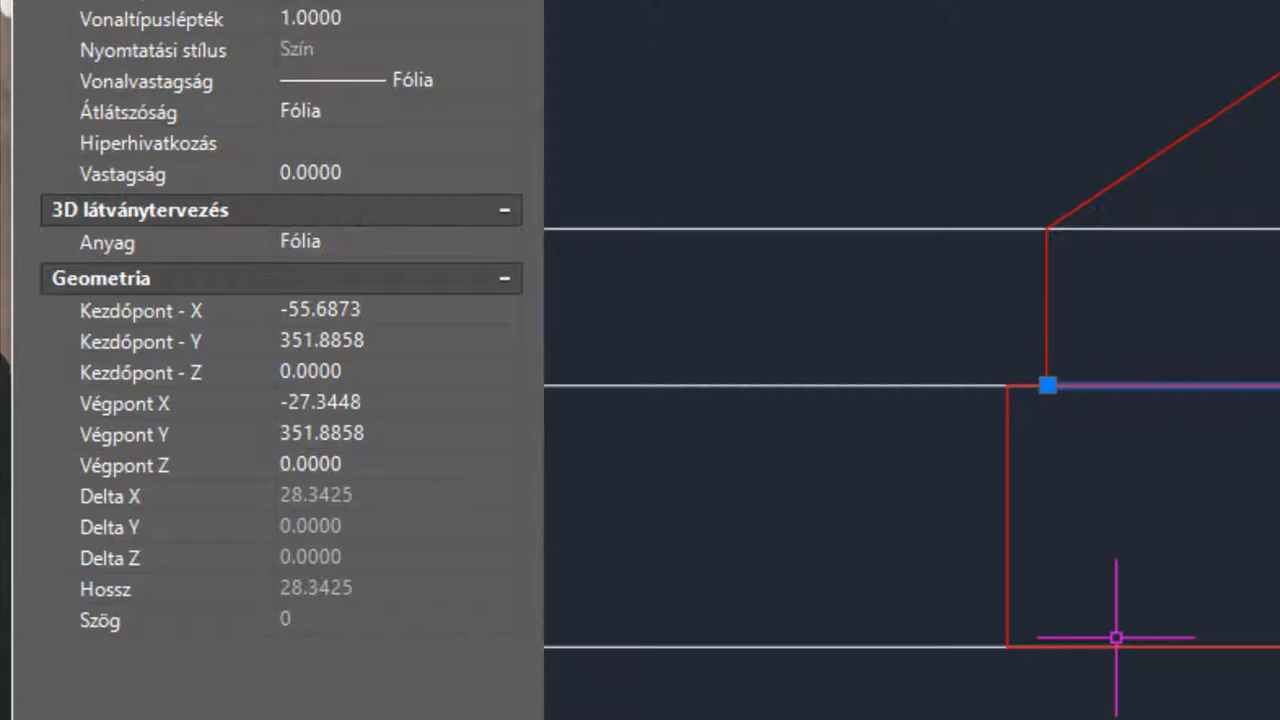 Vonaltípuslépték 1.0000
Nyomtatási stílus Szín
Vonalvastagság Fólia
Átlátszóság Fólia
Hiperhivatkozás
Vastagság 0.0000
3D látványtervezés
Anyag Fólia
Geometria
Kezdőpont - X -55.6873
Kezdőpont - Y 351.8858
Kezdőpont - Z 0.0000
Végpont X -27.3448
Végpont Y 351.8858
Végpont Z 0.0000
Delta X 28.3425
Delta Y 0.0000
Delta Z 0.0000
Hossz 28.3425
Szög 0